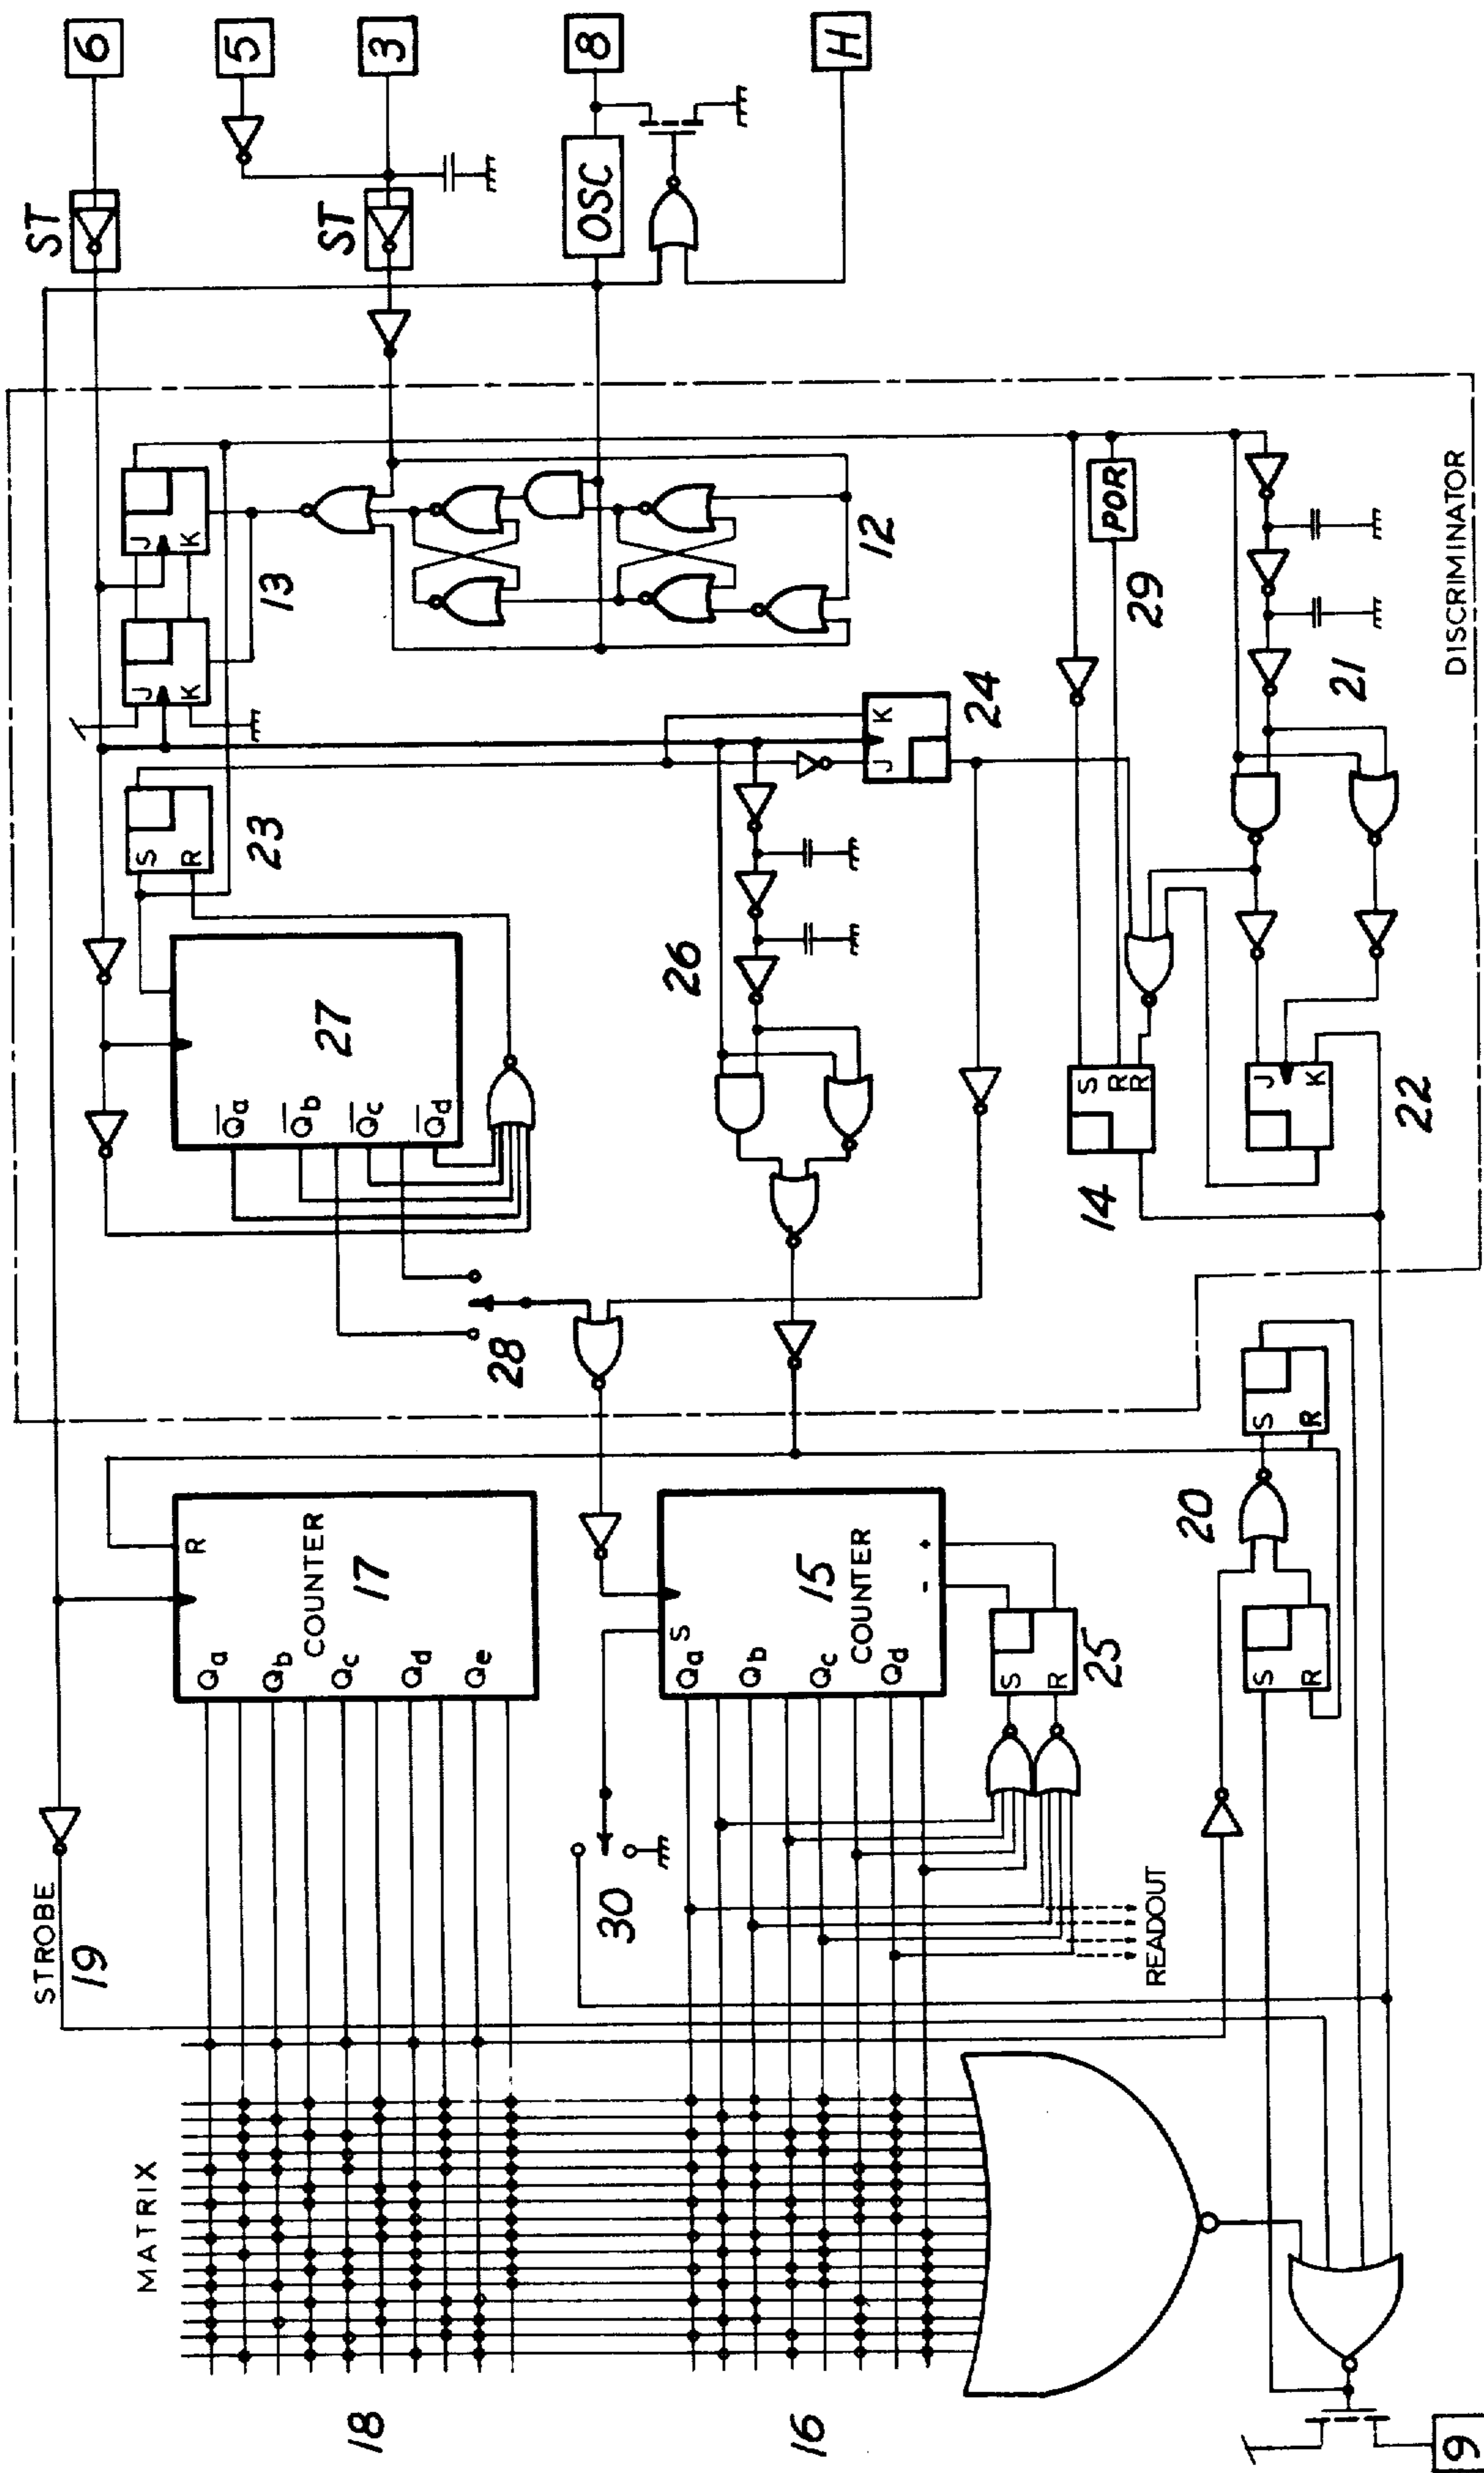 STROBE
19
MATRIX
18
16
9
Qa
Qb
Qc
Qd
Qe
R
COUNTER
17
30
Qa
Qb
Qc
Qd
S
COUNTER
15
-
+
S
R
25
READOUT
S
R
20
S
R
28
Q̅a
Q̅b
Q̅c
Q̅d
27
S
R
23
J
K
J
K
13
26
J
K
24
12
14
S
R
R
29
POR
21
J
K
22
DISCRIMINATOR
ST
6
5
ST
3
OSC
8
H